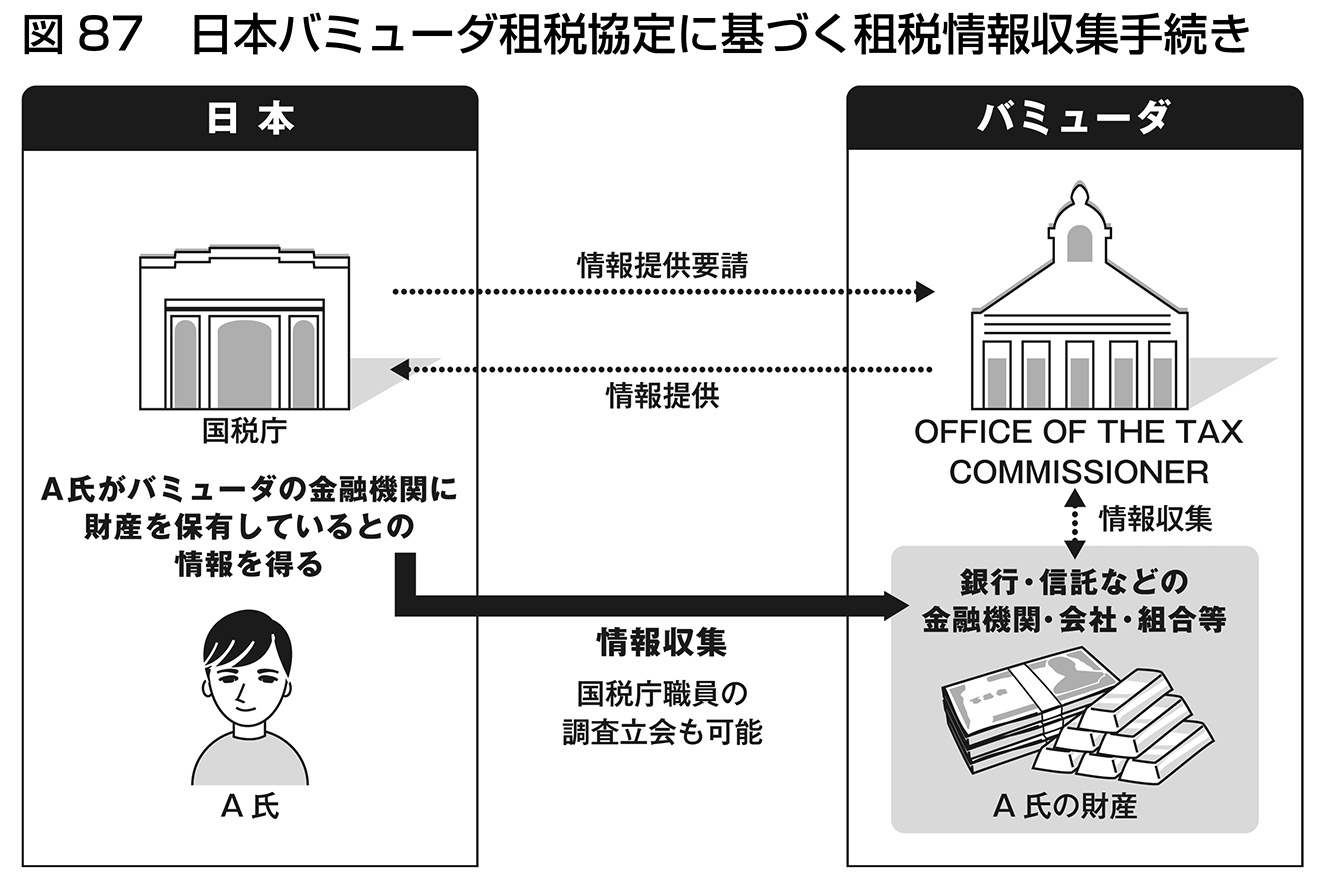 図87 日本バミューダ租税協定に基づく租税情報収集手続き
日本
バミューダ
情報提供要請
情報提供
国税庁
OFFICE OF THE TAX
COMMISSIONER
A氏がバミューダの金融機関に
財産を保有しているとの
情報を得る
情報収集
銀行・信託などの
金融機関・会社・組合等
情報収集
国税庁職員の
調査立会も可能
A氏
A氏の財産